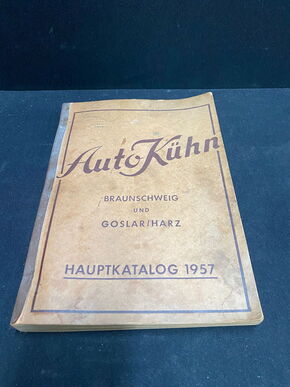 Auto Kühn
BRAUNSCHWEIG
UND
GOSLAR/HARZ
HAUPTKATALOG 1957